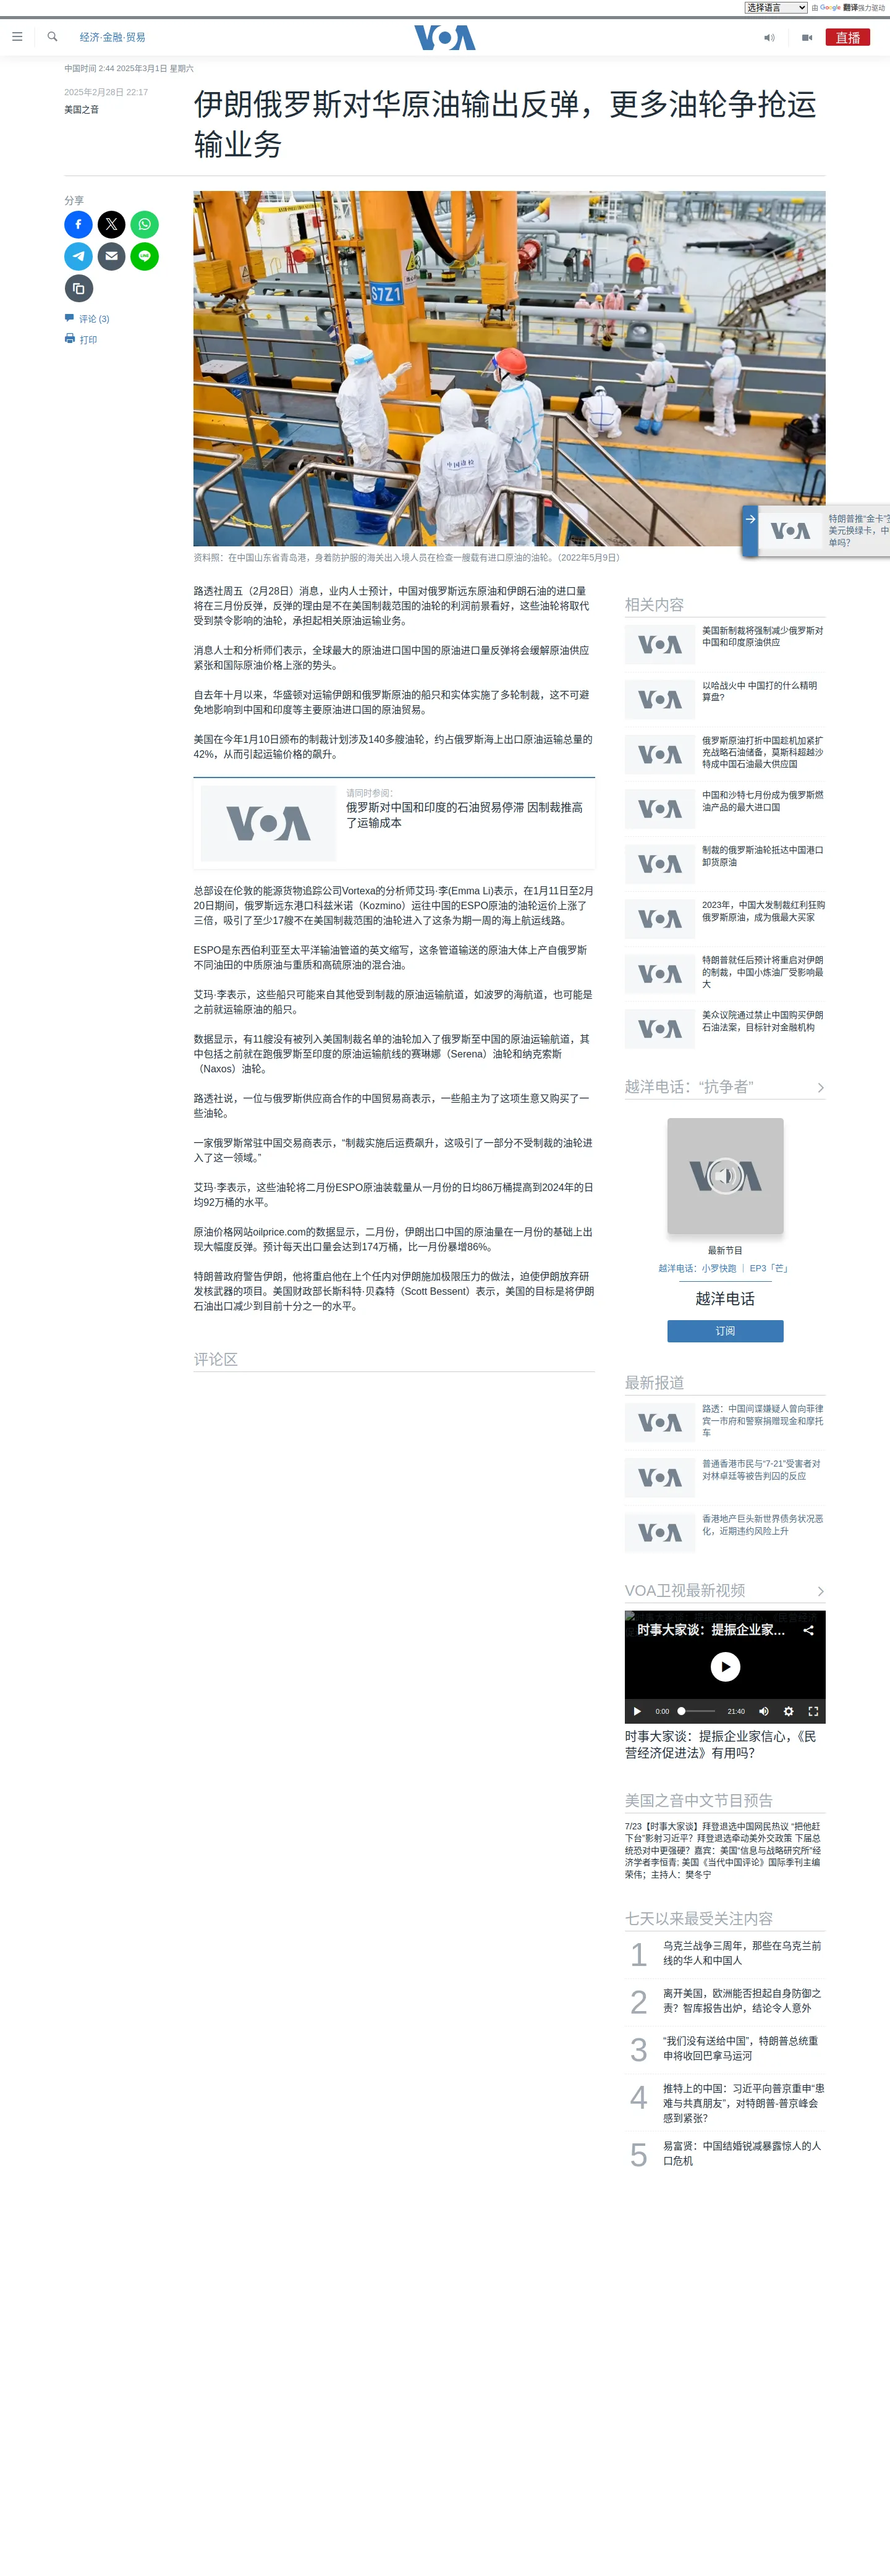 选择语言
由 Google 翻译强力驱动
经济·金融·贸易
VOA
直播
中国时间 2:44 2025年3月1日 星期六
2025年2月28日 22:17
美国之音
伊朗俄罗斯对华原油输出反弹，更多油轮争抢运
输业务
分享
评论 (3)
打印
S7Z1
中国海关
资料照：在中国山东省青岛港，身着防护服的海关出入境人员在检查一艘载有进口原油的油轮。（2022年5月9日）
特朗普推“金卡”签
美元换绿卡，中
单吗？
路透社周五（2月28日）消息，业内人士预计，中国对俄罗斯远东原油和伊朗石油的进口量
将在三月份反弹，反弹的理由是不在美国制裁范围的油轮的利润前景看好，这些油轮将取代
受到禁令影响的油轮，承担起相关原油运输业务。
消息人士和分析师们表示，全球最大的原油进口国中国的原油进口量反弹将会缓解原油供应
紧张和国际原油价格上涨的势头。
自去年十月以来，华盛顿对运输伊朗和俄罗斯原油的船只和实体实施了多轮制裁，这不可避
免地影响到中国和印度等主要原油进口国的原油贸易。
美国在今年1月10日颁布的制裁计划涉及140多艘油轮，约占俄罗斯海上出口原油运输总量的
42%，从而引起运输价格的飙升。
VOA
请同时参阅：
俄罗斯对中国和印度的石油贸易停滞 因制裁推高
了运输成本
总部设在伦敦的能源货物追踪公司Vortexa的分析师艾玛·李(Emma Li)表示，在1月11日至2月
20日期间，俄罗斯远东港口科兹米诺（Kozmino）运往中国的ESPO原油的油轮运价上涨了
三倍，吸引了至少17艘不在美国制裁范围的油轮进入了这条为期一周的海上航运线路。
ESPO是东西伯利亚至太平洋输油管道的英文缩写，这条管道输送的原油大体上产自俄罗斯
不同油田的中质原油与重质和高硫原油的混合油。
艾玛·李表示，这些船只可能来自其他受到制裁的原油运输航道，如波罗的海航道，也可能是
之前就运输原油的船只。
数据显示，有11艘没有被列入美国制裁名单的油轮加入了俄罗斯至中国的原油运输航道，其
中包括之前就在跑俄罗斯至印度的原油运输航线的赛琳娜（Serena）油轮和纳克索斯
（Naxos）油轮。
路透社说，一位与俄罗斯供应商合作的中国贸易商表示，一些船主为了这项生意又购买了一
些油轮。
一家俄罗斯常驻中国交易商表示，“制裁实施后运费飙升，这吸引了一部分不受制裁的油轮进
入了这一领域。”
艾玛·李表示，这些油轮将二月份ESPO原油装载量从一月份的日均86万桶提高到2024年的日
均92万桶的水平。
原油价格网站oilprice.com的数据显示，二月份，伊朗出口中国的原油量在一月份的基础上出
现大幅度反弹。预计每天出口量会达到174万桶，比一月份暴增86%。
特朗普政府警告伊朗，他将重启他在上个任内对伊朗施加极限压力的做法，迫使伊朗放弃研
发核武器的项目。美国财政部长斯科特·贝森特（Scott Bessent）表示，美国的目标是将伊朗
石油出口减少到目前十分之一的水平。
评论区
相关内容
美国新制裁将强制减少俄罗斯对
中国和印度原油供应
以哈战火中 中国打的什么精明
算盘？
俄罗斯原油打折中国趁机加紧扩
充战略石油储备，莫斯科超越沙
特成中国石油最大供应国
中国和沙特七月份成为俄罗斯燃
油产品的最大进口国
制裁的俄罗斯油轮抵达中国港口
卸货原油
2023年，中国大发制裁红利狂购
俄罗斯原油，成为俄最大买家
特朗普就任后预计将重启对伊朗
的制裁，中国小炼油厂受影响最
大
美众议院通过禁止中国购买伊朗
石油法案，目标针对金融机构
越洋电话：“抗争者”
最新节目
越洋电话：小罗快跑 ｜ EP3「芒」
越洋电话
订阅
最新报道
路透：中国间谍嫌疑人曾向菲律
宾一市府和警察捐赠现金和摩托
车
普通香港市民与“7-21”受害者对
对林卓廷等被告判囚的反应
香港地产巨头新世界债务状况恶
化，近期违约风险上升
VOA卫视最新视频
时事大家谈：提振企业家...
0:00
21:40
时事大家谈：提振企业家信心，《民
营经济促进法》有用吗？
美国之音中文节目预告
7/23【时事大家谈】拜登退选中国网民热议 “把他赶
下台”影射习近平？拜登退选牵动美外交政策 下届总
统恐对中更强硬？嘉宾：美国“信息与战略研究所”经
济学者李恒青; 美国《当代中国评论》国际季刊主编
荣伟；主持人：樊冬宁
七天以来最受关注内容
1
乌克兰战争三周年，那些在乌克兰前
线的华人和中国人
2
离开美国，欧洲能否担起自身防御之
责？智库报告出炉，结论令人意外
3
“我们没有送给中国”，特朗普总统重
申将收回巴拿马运河
4
推特上的中国：习近平向普京重申“患
难与共真朋友”，对特朗普-普京峰会
感到紧张？
5
易富贤：中国结婚锐减暴露惊人的人
口危机